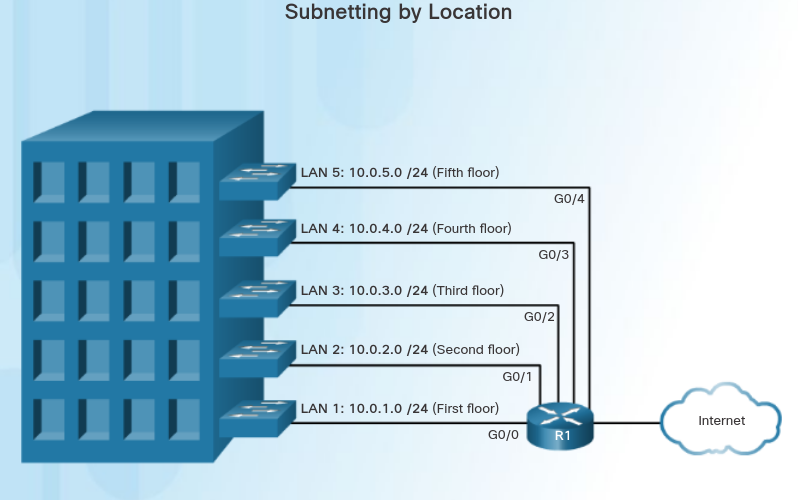 Subnetting by Location
LAN 5: 10.0.5.0 /24 (Fifth floor)
G0/4
LAN 4: 10.0.4.0 /24 (Fourth floor)
G0/3
LAN 3: 10.0.3.0 /24 (Third floor)
G0/2
LAN 2: 10.0.2.0 /24 (Second floor)
G0/1
LAN 1: 10.0.1.0 /24 (First floor)
G0/0
R1
Internet